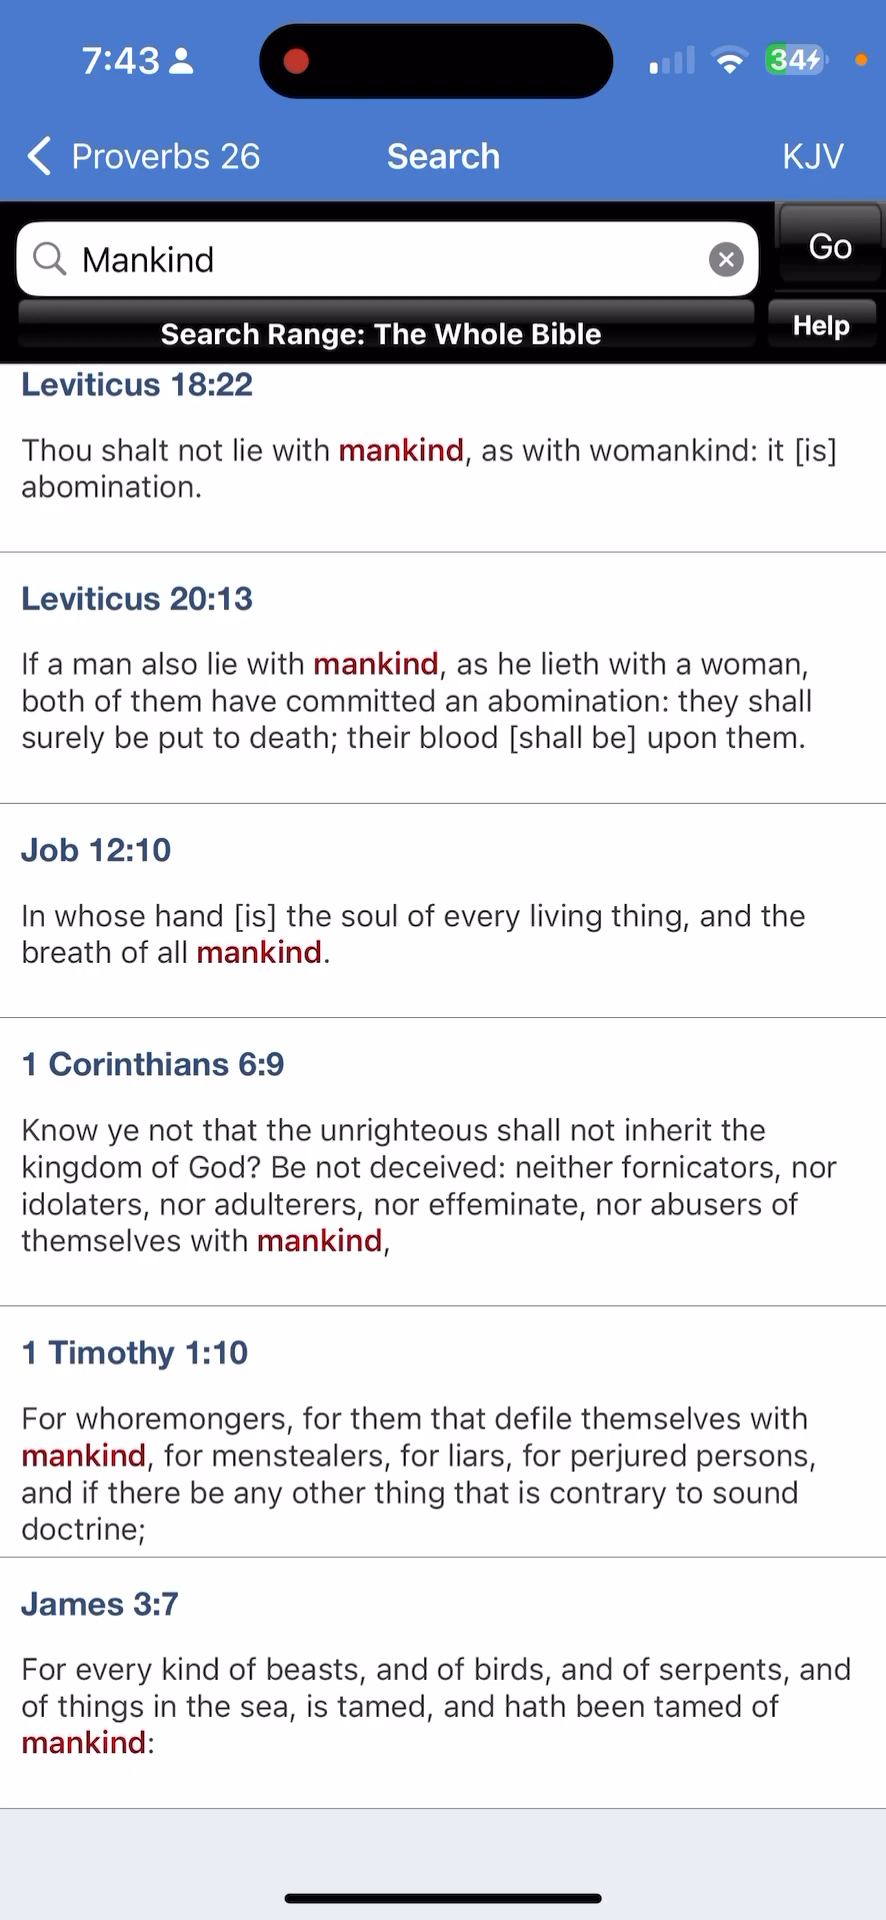 7:43
34
Proverbs 26
Search
KJV
Mankind
Go
Search Range: The Whole Bible
Help
Leviticus 18:22
Thou shalt not lie with mankind, as with womankind: it [is]
abomination.
Leviticus 20:13
If a man also lie with mankind, as he lieth with a woman,
both of them have committed an abomination: they shall
surely be put to death; their blood [shall be] upon them.
Job 12:10
In whose hand [is] the soul of every living thing, and the
breath of all mankind.
1 Corinthians 6:9
Know ye not that the unrighteous shall not inherit the
kingdom of God? Be not deceived: neither fornicators, nor
idolaters, nor adulterers, nor effeminate, nor abusers of
themselves with mankind,
1 Timothy 1:10
For whoremongers, for them that defile themselves with
mankind, for menstealers, for liars, for perjured persons,
and if there be any other thing that is contrary to sound
doctrine;
James 3:7
For every kind of beasts, and of birds, and of serpents, and
of things in the sea, is tamed, and hath been tamed of
mankind: